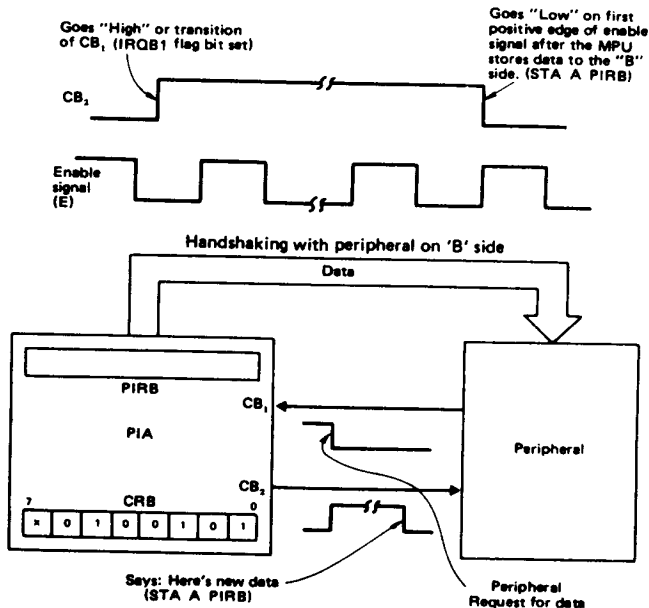 Goes "High" or transition
of CB₁ (IRQB1
flag bit set)
Goes "Low" on first
positive edge of enable
signal after the MPU
stores data to the "B"
side. (STA A PIRB)
CB₂
Enable
signal
(E)
Handshaking with peripheral on 'B' side
Data
PIRB
CB₁
PIA
Peripheral
CB₂
7 CRB 0
x 0 1 0 0 1 0 1
Says: Here's new data
(STA A PIRB)
Peripheral
Request for data